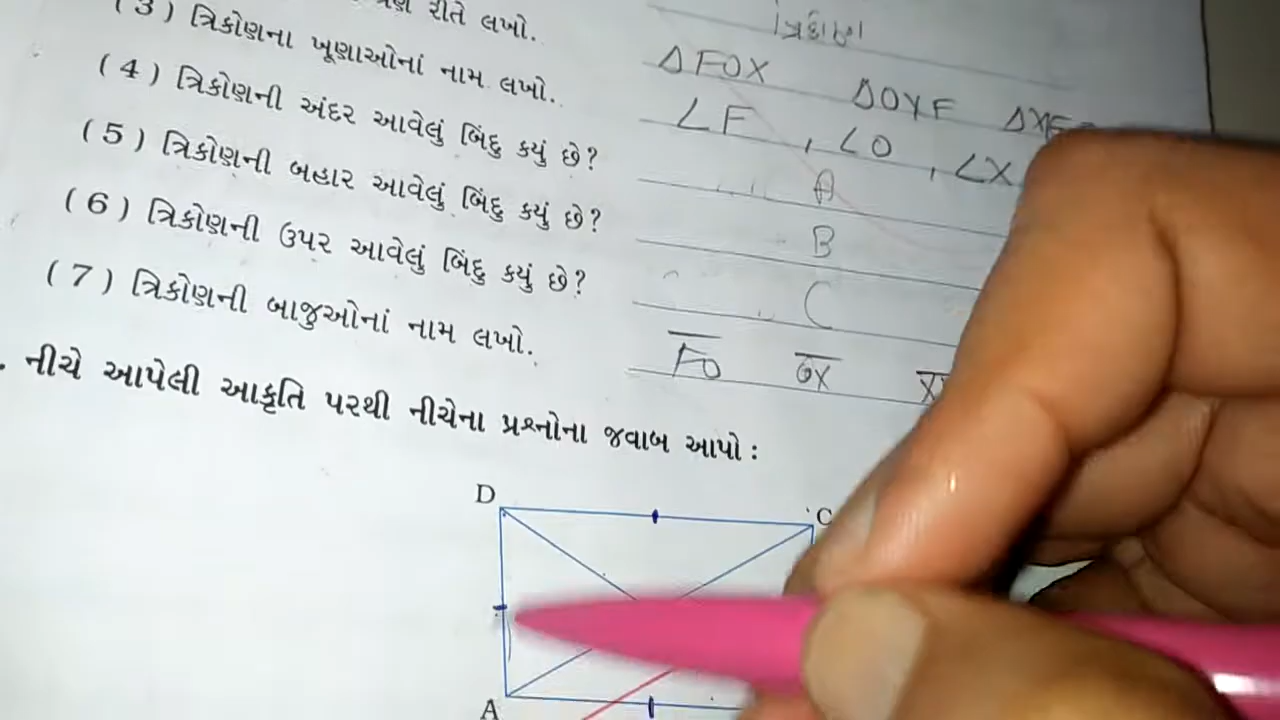 રીતે લખો.
(3) ત્રિકોણના ખૂણાઓનાં નામ લખો.
(4) ત્રિકોણની અંદર આવેલું બિંદુ કયું છે?
(5) ત્રિકોણની બહાર આવેલું બિંદુ કયું છે?
(6) ત્રિકોણની ઉપર આવેલું બિંદુ કયું છે?
(7) ત્રિકોણની બાજુઓનાં નામ લખો.
ત્રિકોણ
ΔFOX ΔOXF
∠F, ∠O, ∠X
A
B
C
FO OX
નીચે આપેલી આકૃતિ પરથી નીચેના પ્રશ્નોના જવાબ આપો :
D C
A